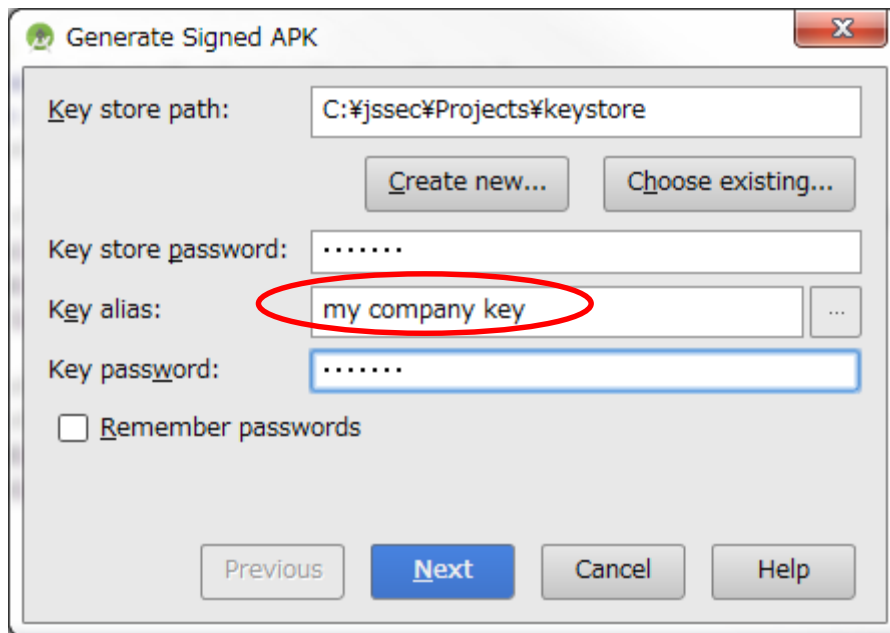 Generate Signed APK
Key store path: C:¥jssec¥Projects¥keystore
Create new... Choose existing...
Key store password: •••••••
Key alias: my company key ...
Key password: •••••••
Remember passwords
Previous Next Cancel Help